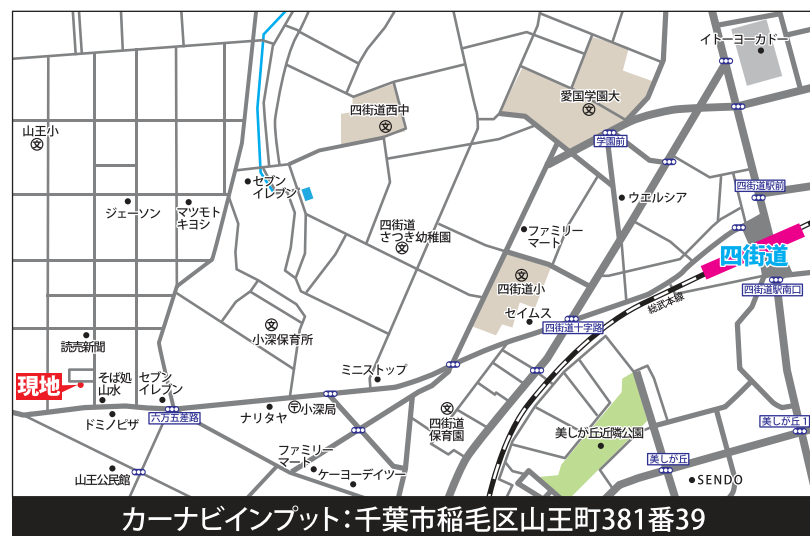 イトーヨーカドー
四街道西中
愛国学園大
山王小
学園前
セブン
イレブン
四街道駅前
ジェーソン
マツモト
キヨシ
ウエルシア
四街道
さつき幼稚園
ファミリー
マート
四街道
四街道小
四街道駅南口
総武本線
セイムス
四街道十字路
小深保育所
読売新聞
ミニストップ
現地
そば処
山水
セブン
イレブン
ドミノピザ
六方五差路
ナリタヤ
小深局
四街道
保育園
美しが丘1
美しが丘近隣公園
ファミリー
マート
美しが丘
山王公民館
ケーヨーデイツー
SENDO
カーナビインプット:千葉市稲毛区山王町381番39